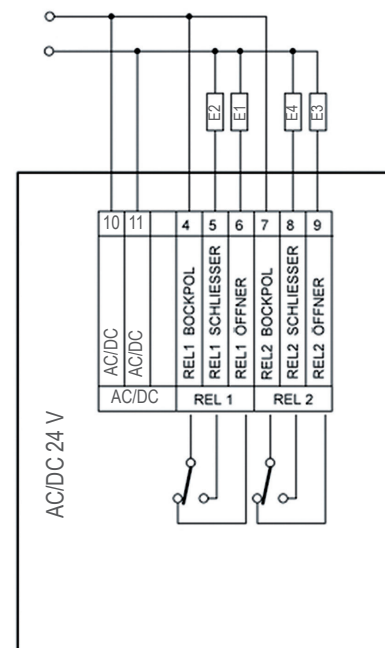 E2
E1
E4
E3
10 11 4 5 6 7 8 9
AC/DC
AC/DC
REL1 BOCKPOL
REL1 SCHLIESSER
REL1 ÖFFNER
REL2 BOCKPOL
REL2 SCHLIESSER
REL2 ÖFFNER
AC/DC REL 1 REL 2
AC/DC 24 V